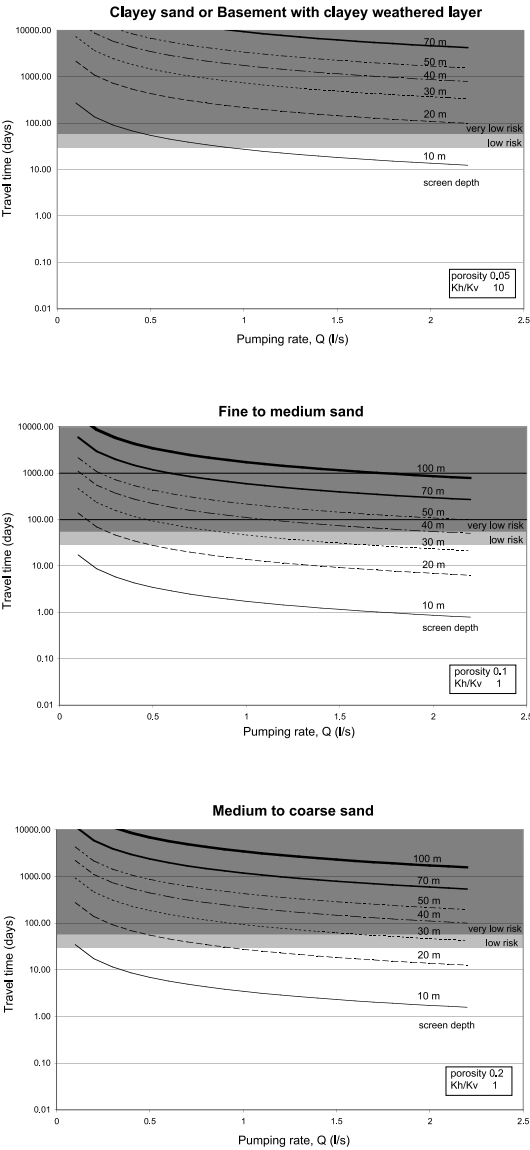 Clayey sand or Basement with clayey weathered layer
10000.00
70 m
50 m
1000.00
40 m
30 m
20 m
100.00
very low risk
low risk
10 m
10.00
screen depth
1.00
0.10
porosity 0.05
Kh/Kv 10
0.01
0
0.5
1
1.5
2
2.5
Travel time (days)
Pumping rate, Q (l/s)
Fine to medium sand
10000.00
100 m
1000.00
70 m
50 m
100.00
40 m
very low risk
30 m
low risk
20 m
10.00
10 m
1.00
screen depth
0.10
porosity 0.1
Kh/Kv 1
0.01
0
0.5
1
1.5
2
2.5
Travel time (days)
Pumping rate, Q (l/s)
Medium to coarse sand
10000.00
100 m
1000.00
70 m
50 m
40 m
100.00
30 m
very low risk
low risk
20 m
10.00
10 m
1.00
screen depth
0.10
porosity 0.2
Kh/Kv 1
0.01
0
0.5
1
1.5
2
2.5
Travel time (days)
Pumping rate, Q (l/s)